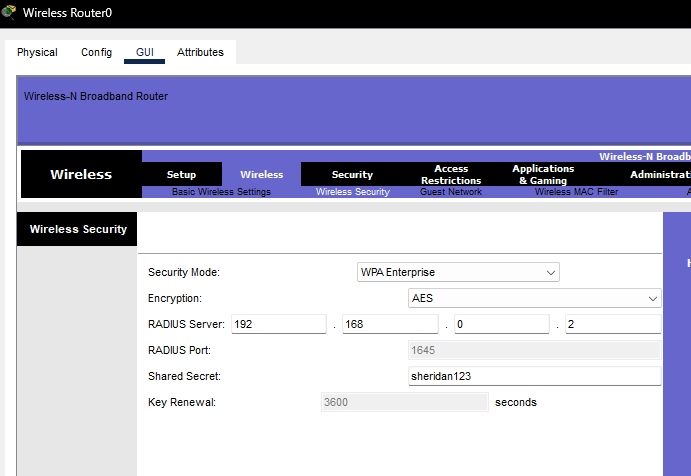 Wireless Router0
Physical Config GUI Attributes
Wireless-N Broadband Router
Wireless-N Broadb
Wireless Setup Wireless Security Access Restrictions Applications & Gaming Administrat
Basic Wireless Settings Wireless Security Guest Network Wireless MAC Filter A
Wireless Security
H
Security Mode: WPA Enterprise
Encryption: AES
RADIUS Server: 192 . 168 . 0 . 2
RADIUS Port: 1645
Shared Secret: sheridan123
Key Renewal: 3600 seconds